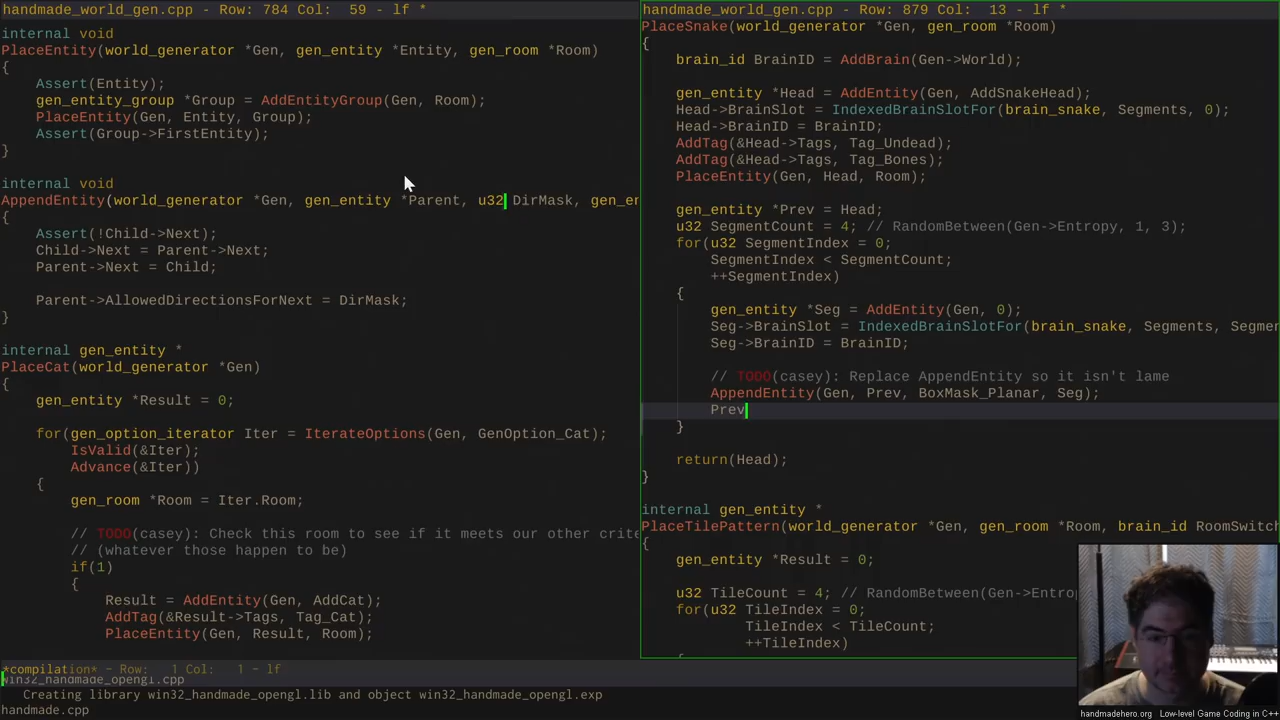 handmade_world_gen.cpp - Row: 784 Col:  59 - lf *
internal void
PlaceEntity(world_generator *Gen, gen_entity *Entity, gen_room *Room)
{
    Assert(Entity);
    gen_entity_group *Group = AddEntityGroup(Gen, Room);
    PlaceEntity(Gen, Entity, Group);
    Assert(Group->FirstEntity);
}
internal void
AppendEntity(world_generator *Gen, gen_entity *Parent, u32 DirMask, gen_en
{
    Assert(!Child->Next);
    Child->Next = Parent->Next;
    Parent->Next = Child;
    Parent->AllowedDirectionsForNext = DirMask;
}
internal gen_entity *
PlaceCat(world_generator *Gen)
{
    gen_entity *Result = 0;
    for(gen_option_iterator Iter = IterateOptions(Gen, GenOption_Cat);
        IsValid(&Iter);
        Advance(&Iter))
    {
        gen_room *Room = Iter.Room;
        // TODO(casey): Check this room to see if it meets our other crite
        // (whatever those happen to be)
        if(1)
        {
            Result = AddEntity(Gen, AddCat);
            AddTag(&Result->Tags, Tag_Cat);
            PlaceEntity(Gen, Result, Room);
handmade_world_gen.cpp - Row: 879 Col:  13 - lf *
PlaceSnake(world_generator *Gen, gen_room *Room)
{
    brain_id BrainID = AddBrain(Gen->World);
    gen_entity *Head = AddEntity(Gen, AddSnakeHead);
    Head->BrainSlot = IndexedBrainSlotFor(brain_snake, Segments, 0);
    Head->BrainID = BrainID;
    AddTag(&Head->Tags, Tag_Undead);
    AddTag(&Head->Tags, Tag_Bones);
    PlaceEntity(Gen, Head, Room);
    gen_entity *Prev = Head;
    u32 SegmentCount = 4; // RandomBetween(Gen->Entropy, 1, 3);
    for(u32 SegmentIndex = 0;
        SegmentIndex < SegmentCount;
        ++SegmentIndex)
    {
        gen_entity *Seg = AddEntity(Gen, 0);
        Seg->BrainSlot = IndexedBrainSlotFor(brain_snake, Segments, Segme
        Seg->BrainID = BrainID;
        // TODO(casey): Replace AppendEntity so it isn't lame
        AppendEntity(Gen, Prev, BoxMask_Planar, Seg);
        Prev
    }
    return(Head);
}
internal gen_entity *
PlaceTilePattern(world_generator *Gen, gen_room *Room, brain_id RoomSwitch
{
    gen_entity *Result = 0;
    u32 TileCount = 4; // RandomBetween(Gen->Entrop
    for(u32 TileIndex = 0;
            TileIndex < TileCount;
            ++TileIndex)
*compilation* - Row:   1 Col:   1 - lf
win32_handmade_opengl.cpp
   Creating library win32_handmade_opengl.lib and object win32_handmade_opengl.exp
handmade.cpp
handmadehero.org   Low-level Game Coding in C++